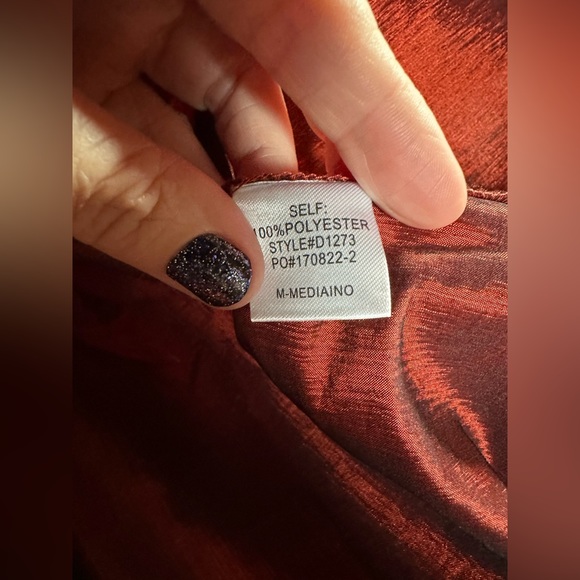 SELF:
100%POLYESTER
STYLE#D1273
PO#170822-2
M-MEDIAINO